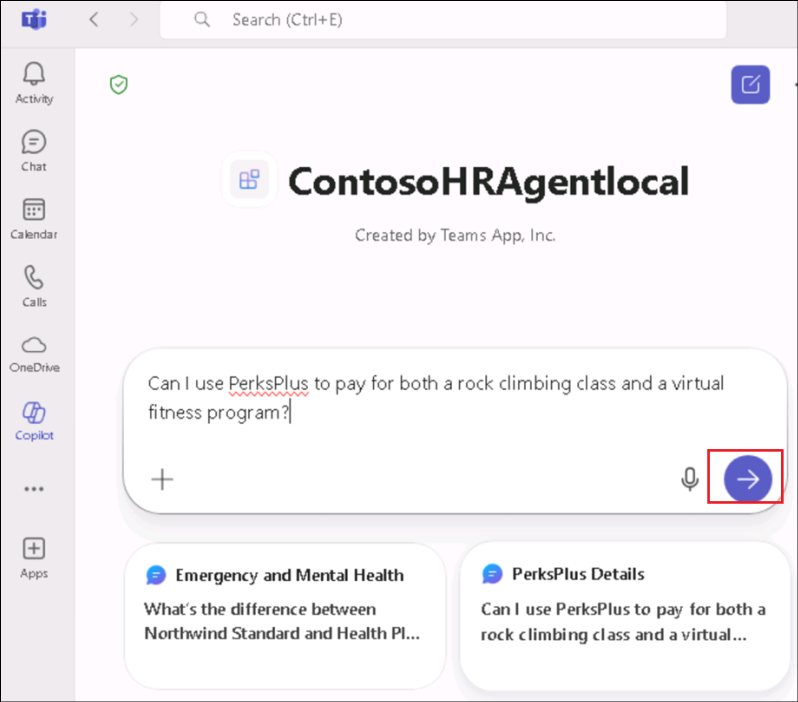 Search (Ctrl+E)
Activity
Chat
Calendar
Calls
OneDrive
Copilot
Apps
ContosoHRAgentlocal
Created by Teams App, Inc.
Can I use PerksPlus to pay for both a rock climbing class and a virtual
fitness program?
Emergency and Mental Health
What's the difference between
Northwind Standard and Health Pl...
PerksPlus Details
Can I use PerksPlus to pay for both a
rock climbing class and a virtual...